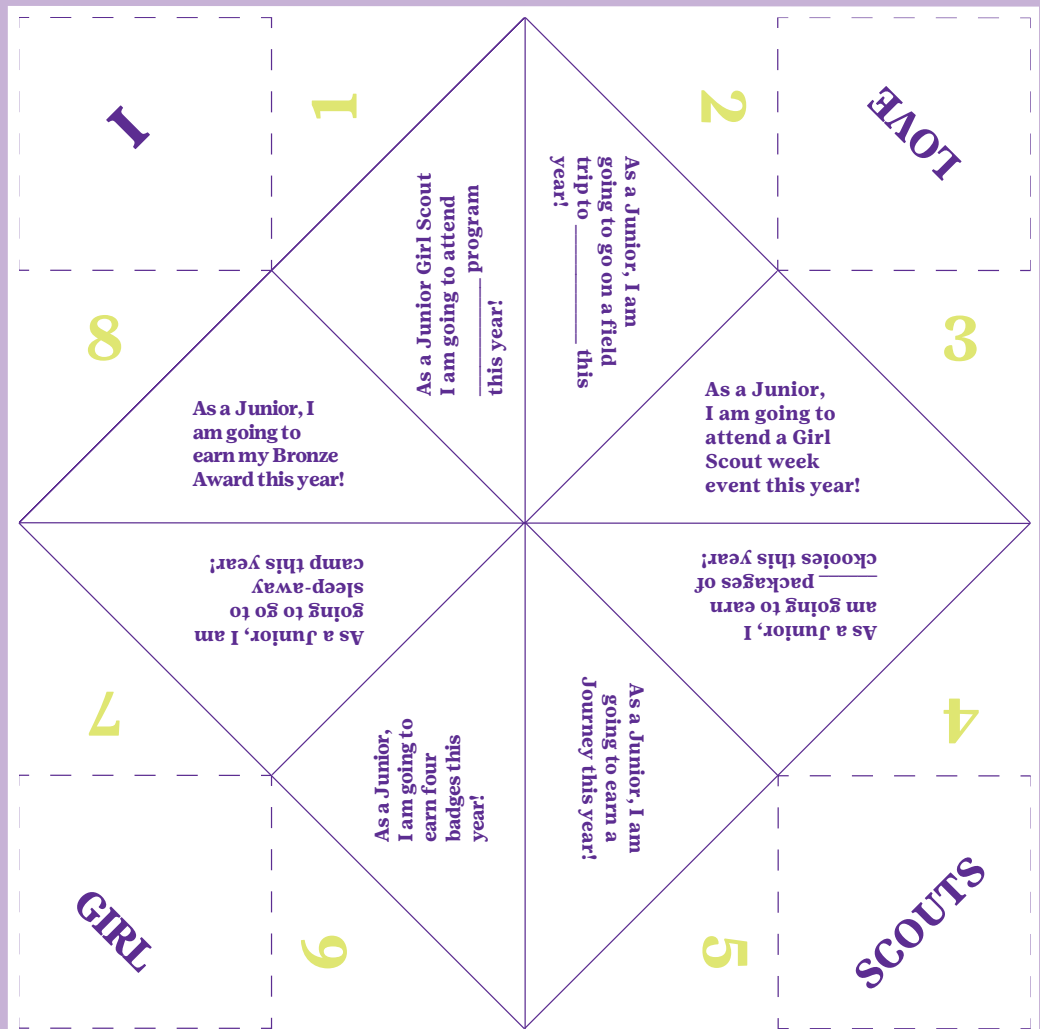 I
1
2
LOVE
As a Junior Girl Scout
I am going to attend
__________ program
this year!
As a Junior, I am
going to go on a field
trip to ____________ this
year!
8
3
As a Junior, I
am going to
earn my Bronze
Award this year!
As a Junior,
I am going to
attend a Girl
Scout week
event this year!
As a Junior, I am
going to go to
sleep-away
camp this year!
As a Junior, I
am going to earn
______ packages of
ckooies this year!
7
4
As a Junior,
I am going to
earn four
badges this
year!
As a Junior, I am
going to earn a
Journey this year!
GIRL
6
5
SCOUTS